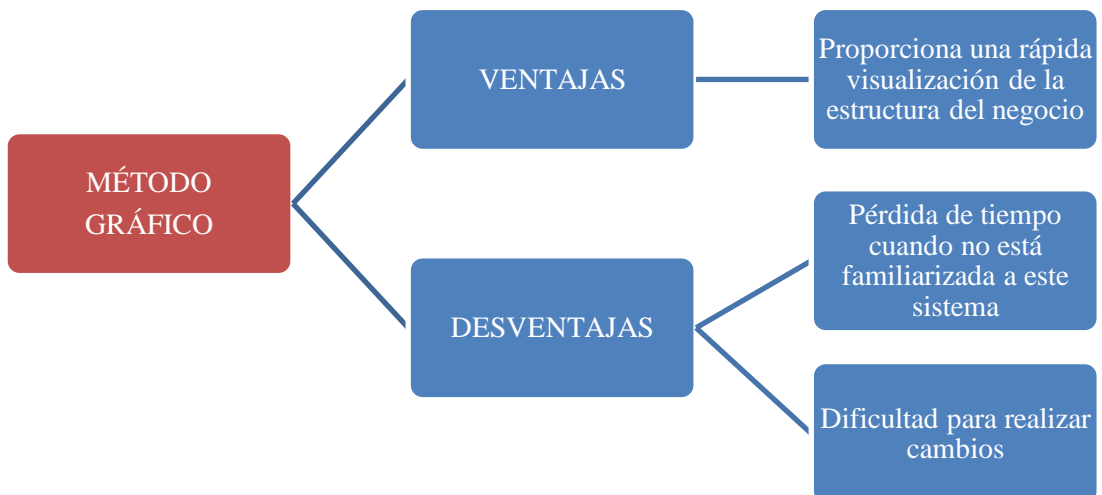 MÉTODO
GRÁFICO
VENTAJAS
Proporciona una rápida
visualización de la
estructura del negocio
DESVENTAJAS
Pérdida de tiempo
cuando no está
familiarizada a este
sistema
Dificultad para realizar
cambios